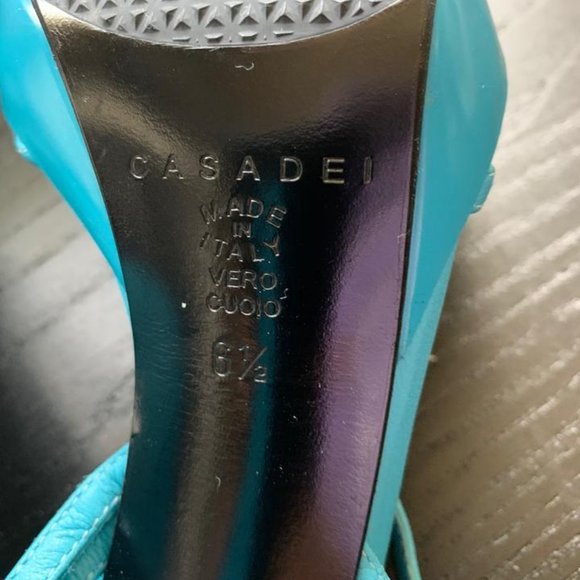 CASADEI
MADE
IN
ITALY
VERO
CUOIO
6½